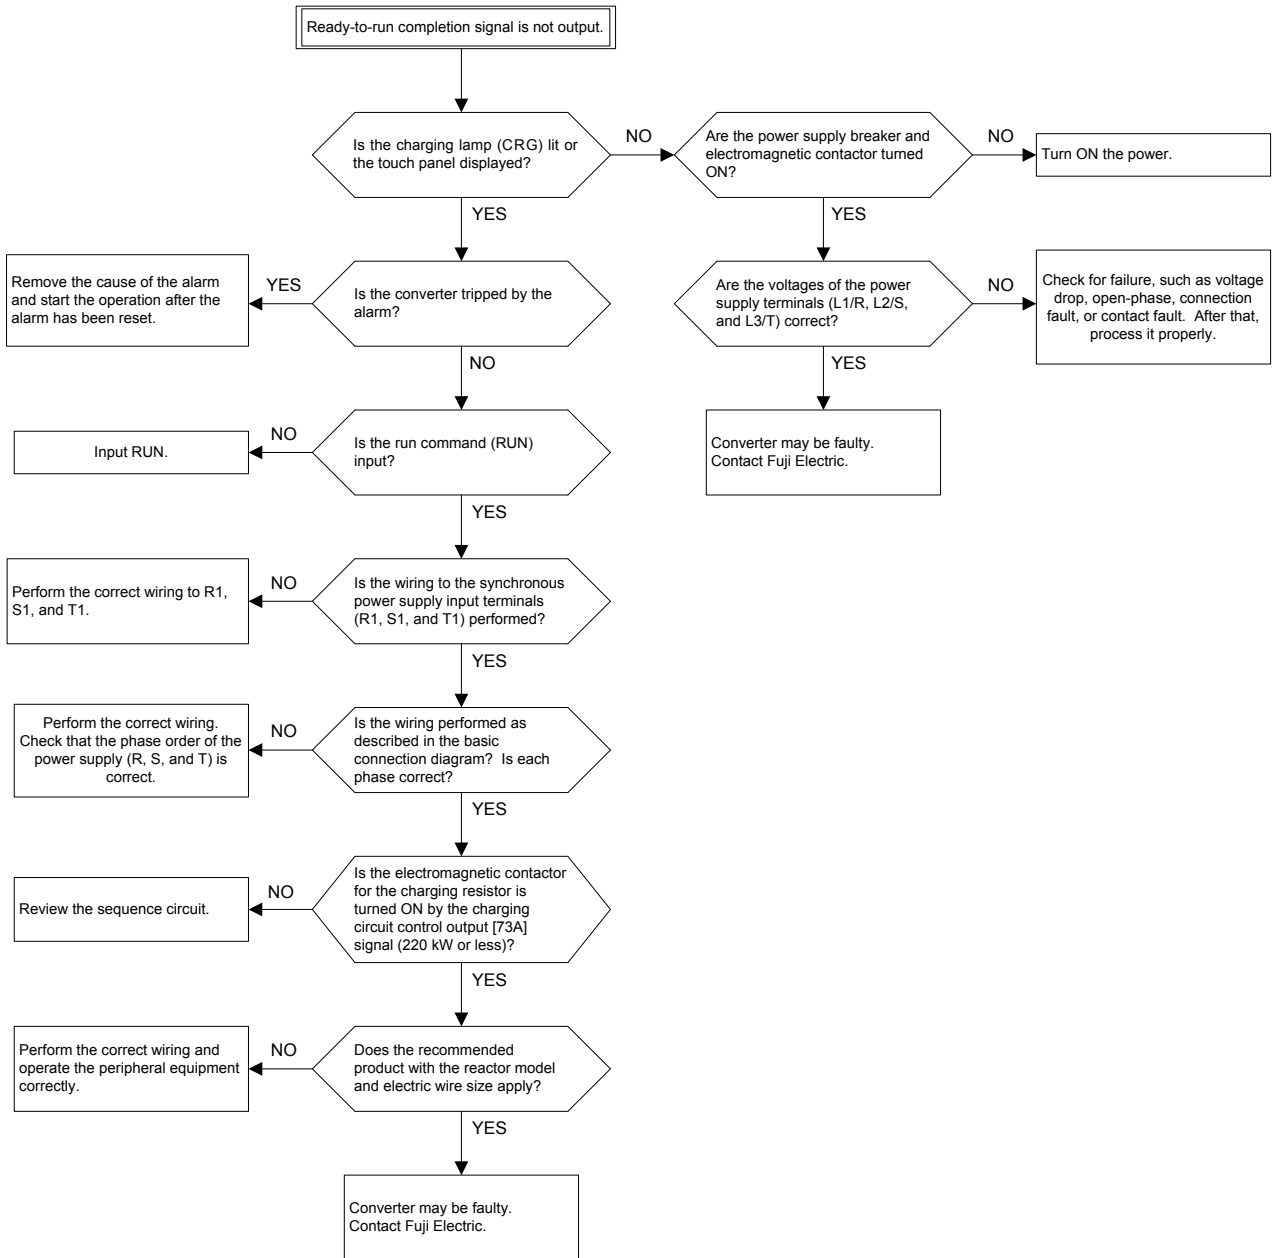 Ready-to-run completion signal is not output.
Is the charging lamp (CRG) lit or
the touch panel displayed?
NO
Are the power supply breaker and
electromagnetic contactor turned
ON?
NO
Turn ON the power.
YES
YES
Remove the cause of the alarm
and start the operation after the
alarm has been reset.
YES
Is the converter tripped by the
alarm?
Are the voltages of the power
supply terminals (L1/R, L2/S,
and L3/T) correct?
NO
Check for failure, such as voltage
drop, open-phase, connection
fault, or contact fault.  After that,
process it properly.
NO
YES
Input RUN.
NO
Is the run command (RUN)
input?
Converter may be faulty.
Contact Fuji Electric.
YES
Perform the correct wiring to R1,
S1, and T1.
NO
Is the wiring to the synchronous
power supply input terminals
(R1, S1, and T1) performed?
YES
Perform the correct wiring.
Check that the phase order of the
power supply (R, S, and T) is
correct.
NO
Is the wiring performed as
described in the basic
connection diagram?  Is each
phase correct?
YES
Review the sequence circuit.
NO
Is the electromagnetic contactor
for the charging resistor is
turned ON by the charging
circuit control output [73A]
signal (220 kW or less)?
YES
Perform the correct wiring and
operate the peripheral equipment
correctly.
NO
Does the recommended
product with the reactor model
and electric wire size apply?
YES
Converter may be faulty.
Contact Fuji Electric.